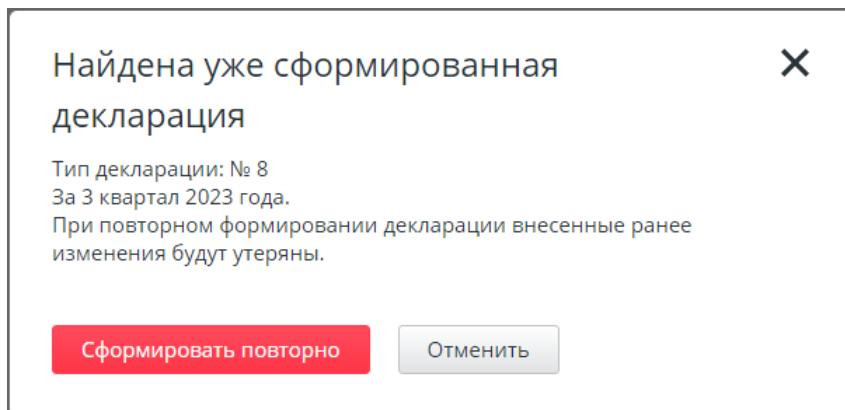 Найдена уже сформированная
декларация
Тип декларации: № 8
За 3 квартал 2023 года.
При повторном формировании декларации внесенные ранее
изменения будут утеряны.
Сформировать повторно
Отменить